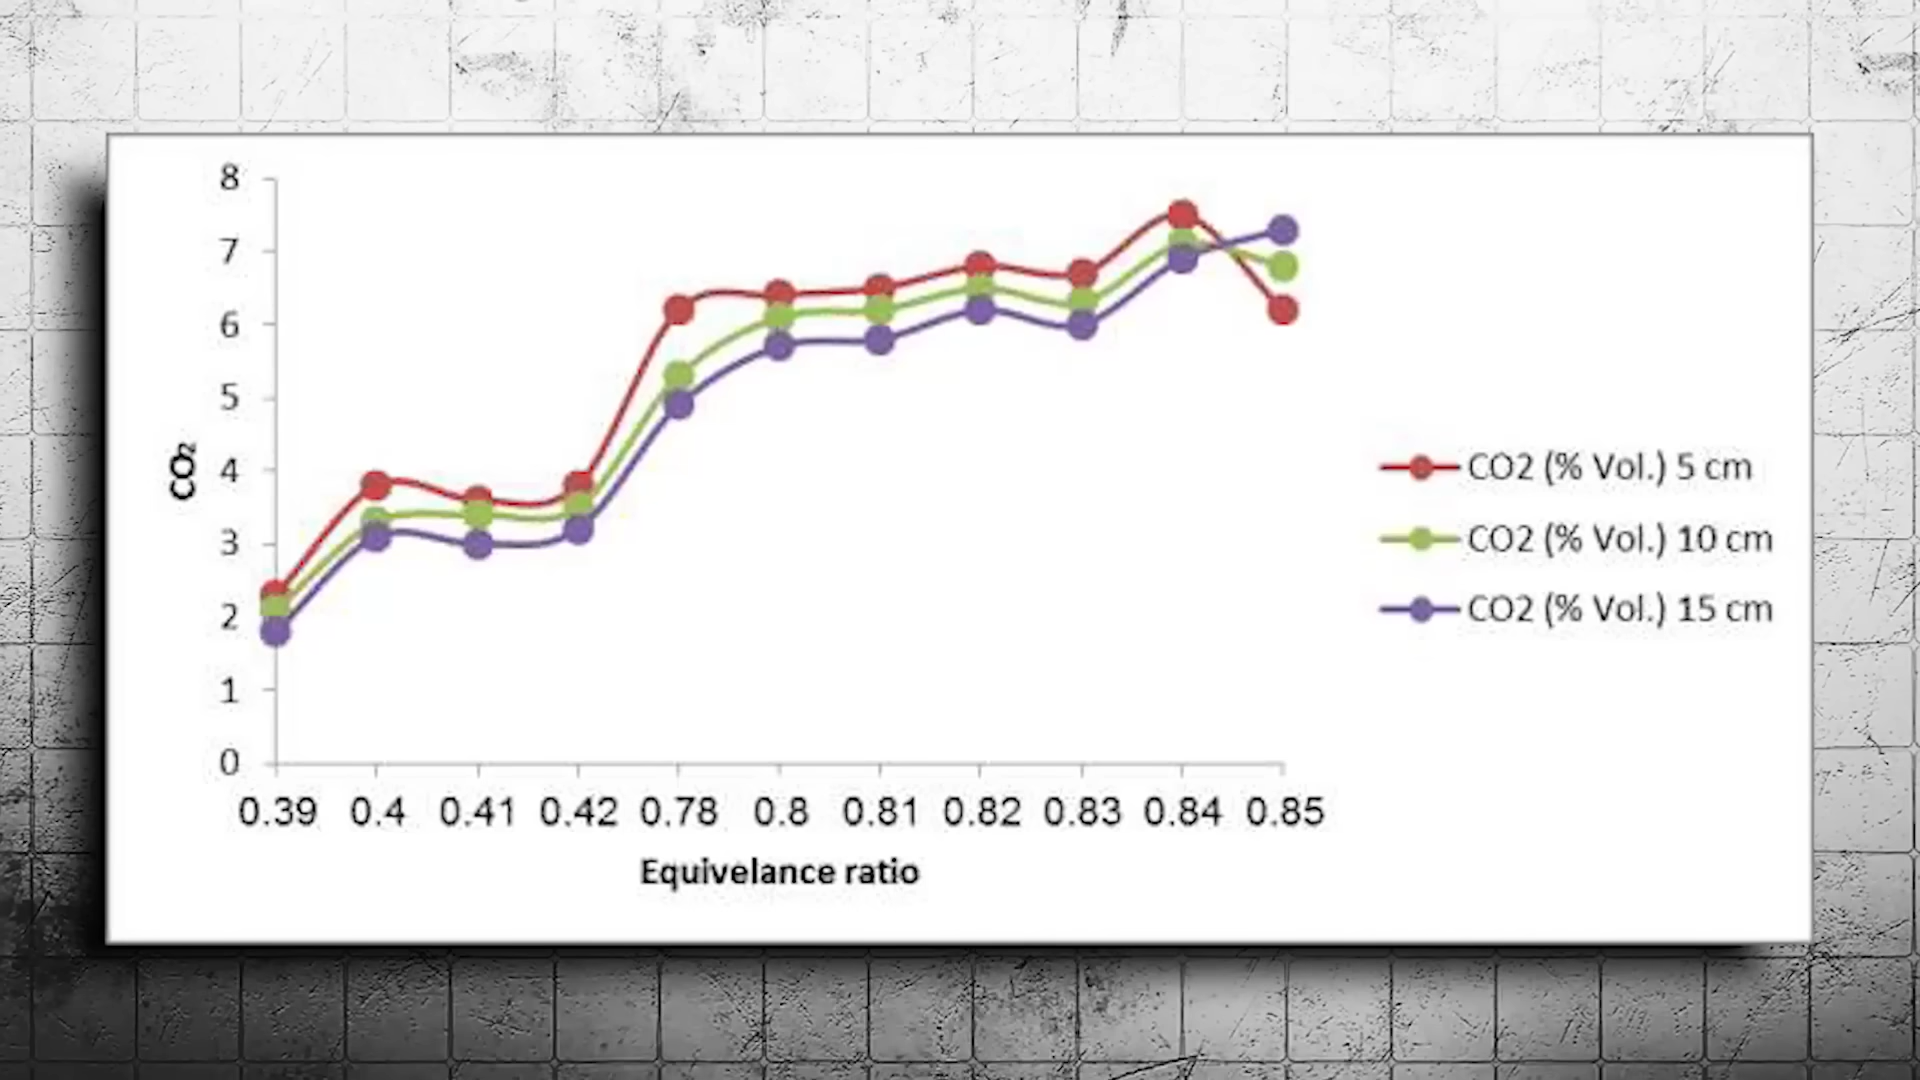 8
7
6
5
4
3
2
1
0
CO2
0.39 0.4 0.41 0.42 0.78 0.8 0.81 0.82 0.83 0.84 0.85
Equivelance ratio
CO2 (% Vol.) 5 cm
CO2 (% Vol.) 10 cm
CO2 (% Vol.) 15 cm